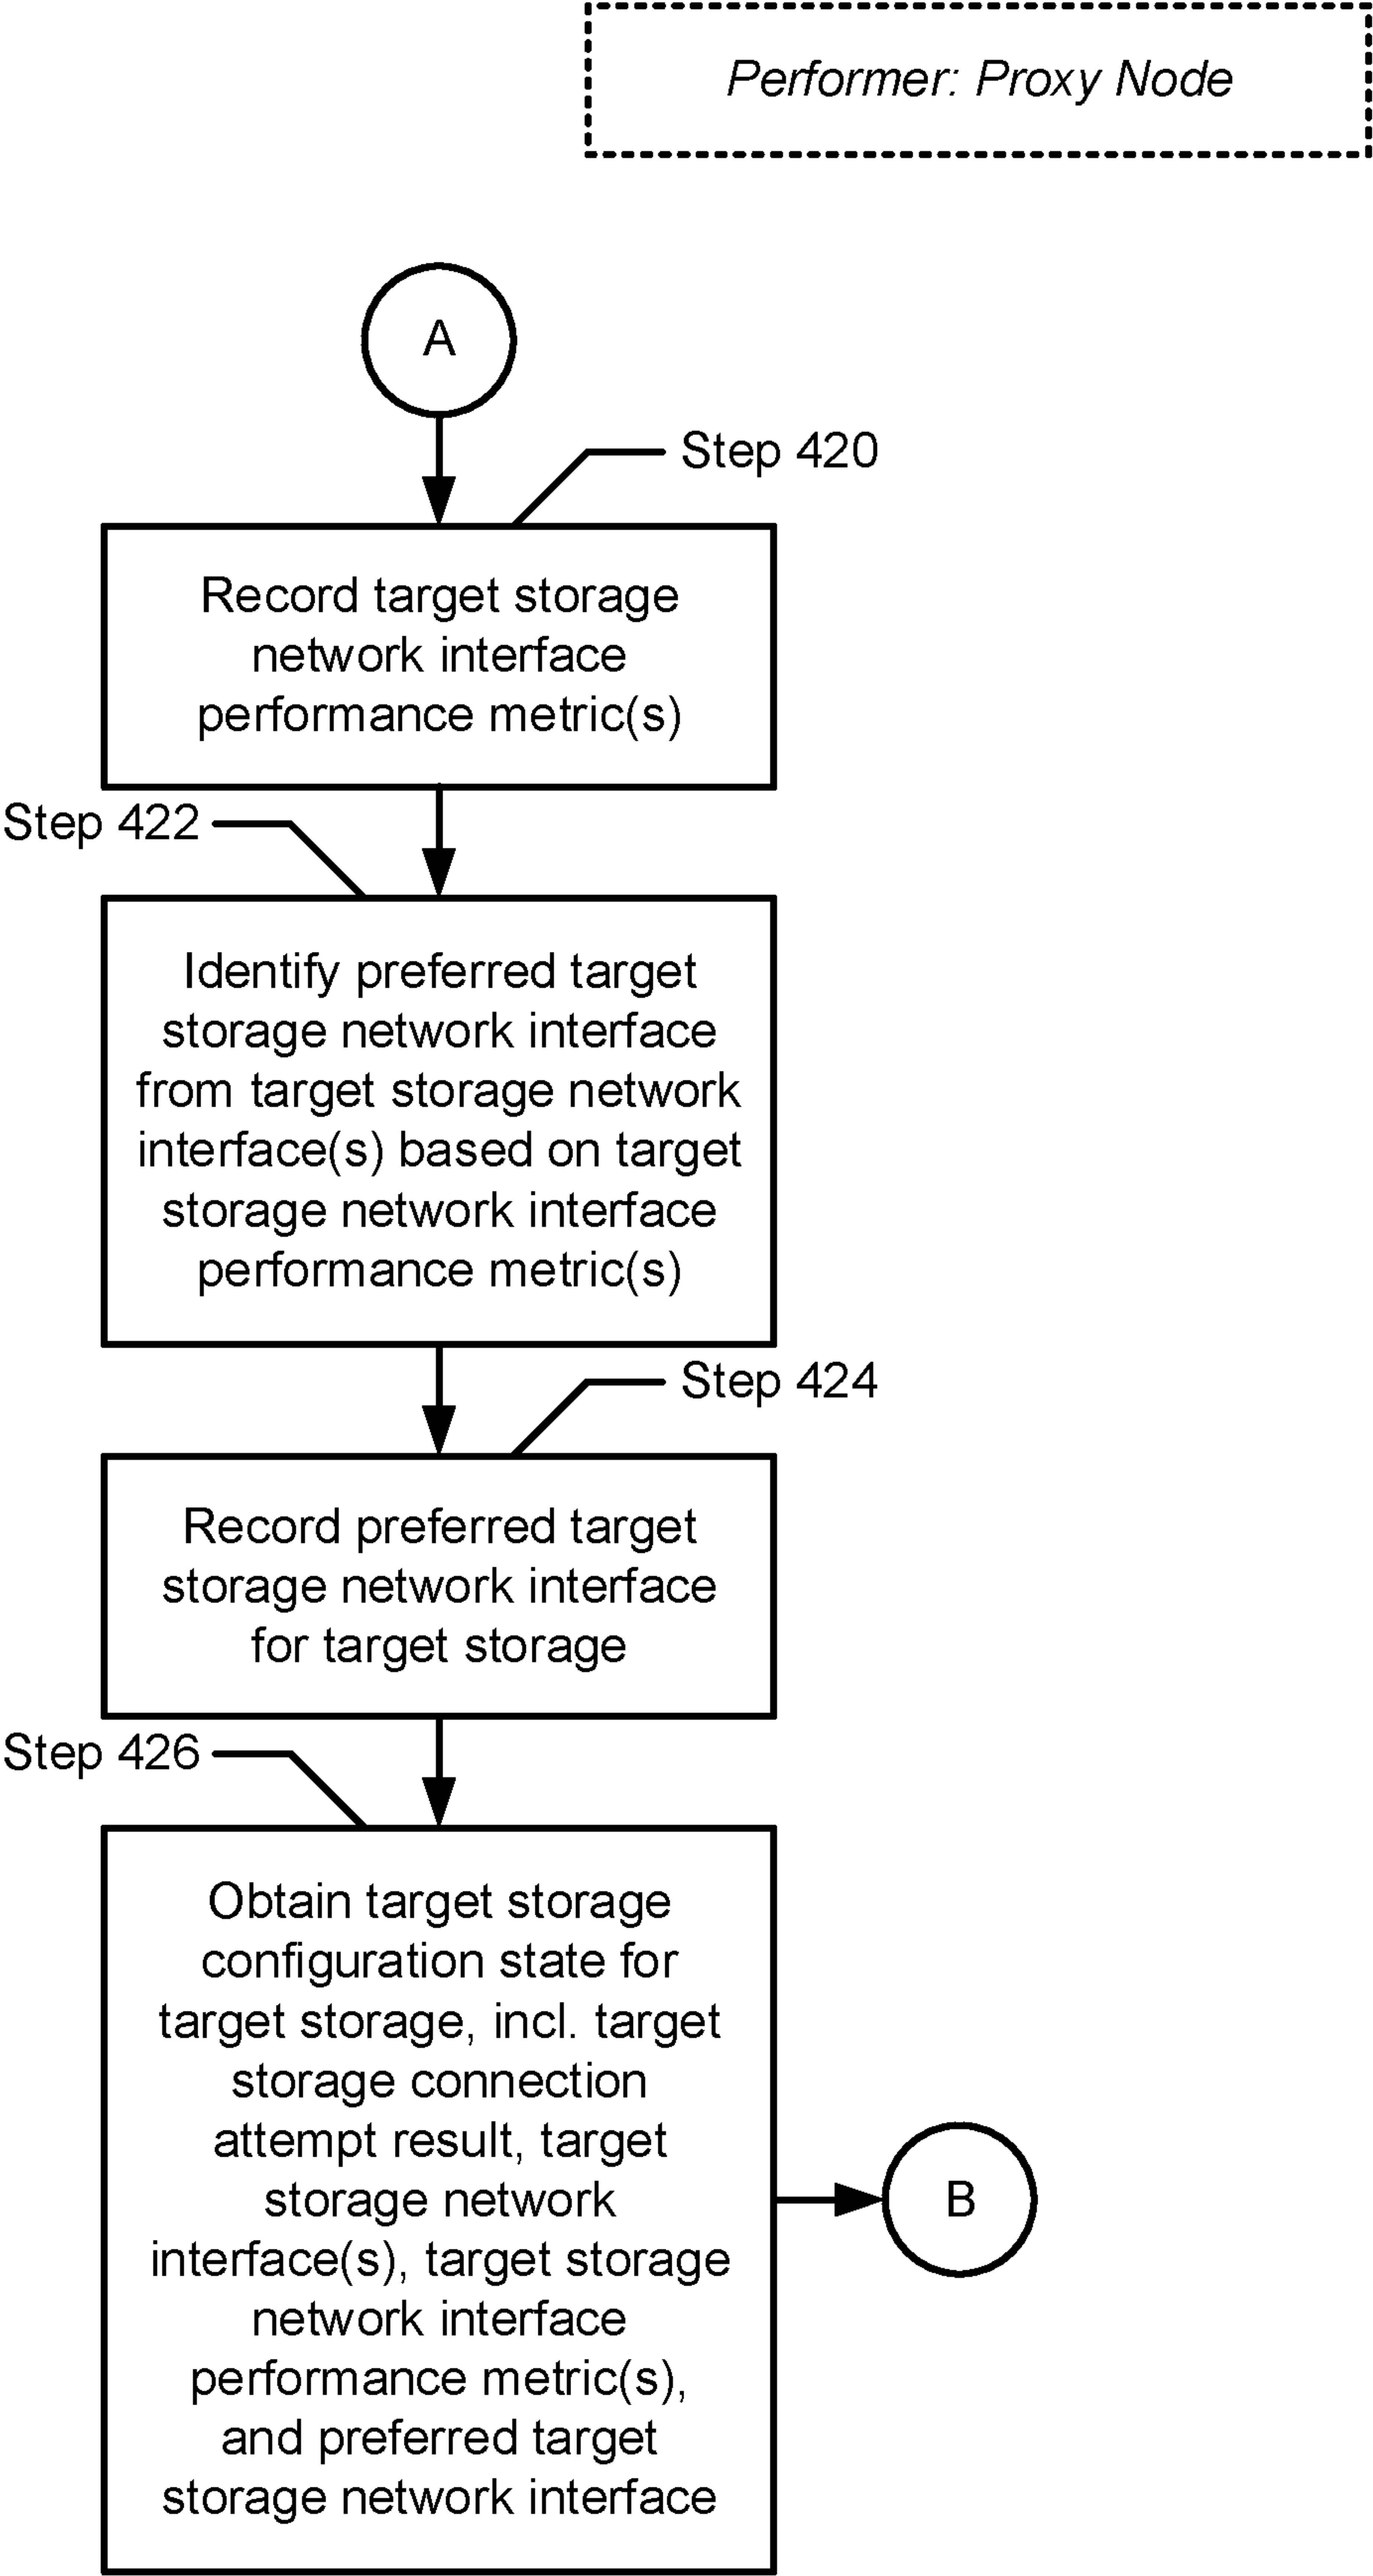 Performer: Proxy Node
A
Step 420
Record target storage
network interface
performance metric(s)
Step 422
Identify preferred target
storage network interface
from target storage network
interface(s) based on target
storage network interface
performance metric(s)
Step 424
Record preferred target
storage network interface
for target storage
Step 426
Obtain target storage
configuration state for
target storage, incl. target
storage connection
attempt result, target
storage network
interface(s), target storage
network interface
performance metric(s),
and preferred target
storage network interface
B